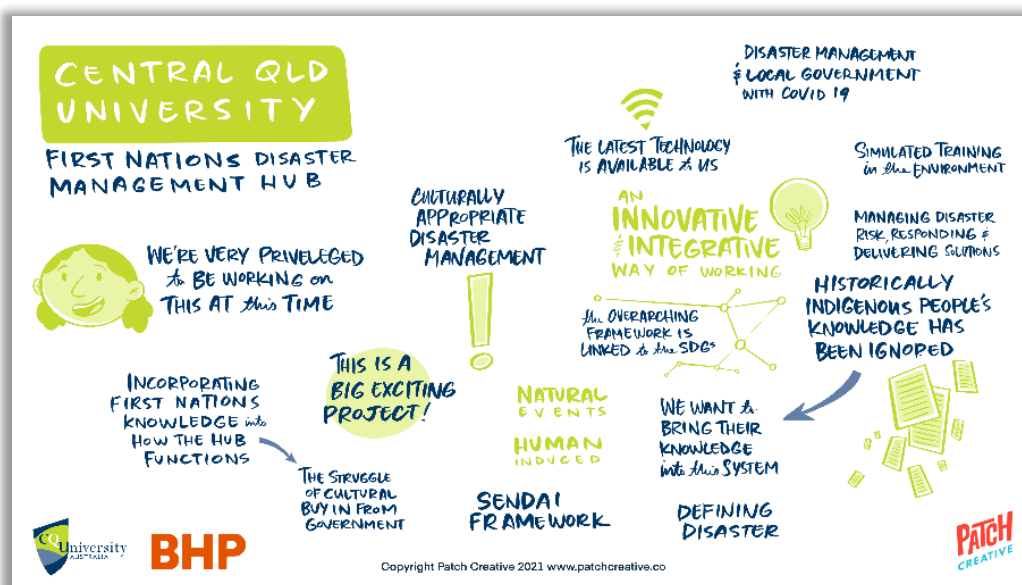 CENTRAL QLD
UNIVERSITY
FIRST NATIONS DISASTER
MANAGEMENT HUB
WE'RE VERY PRIVELEGED
to BE WORKING on
THIS AT this TIME
CULTURALLY
APPROPRIATE
DISASTER
MANAGEMENT
THE LATEST TECHNOLOGY
IS AVAILABLE to US
DISASTER MANAGEMENT
& LOCAL GOVERNMENT
WITH COVID 19
AN
INNOVATIVE
& INTEGRATIVE
WAY OF WORKING
SIMULATED TRAINING
in the ENVIRONMENT
MANAGING DISASTER
RISK, RESPONDING &
DELIVERING SOLUTIONS
the OVERARCHING
FRAMEWORK IS
LINKED to the SDGs
HISTORICALLY
INDIGENOUS PEOPLE'S
KNOWLEDGE HAS
BEEN IGNORED
WE WANT to
BRING THEIR
KNOWLEDGE
into this SYSTEM
THIS IS A
BIG EXCITING
PROJECT!
INCORPORATING
FIRST NATIONS
KNOWLEDGE into
HOW THE HUB
FUNCTIONS
THE STRUGGLE
OF CULTURAL
BUY IN FROM
GOVERNMENT
NATURAL
EVENTS
HUMAN
INDUCED
SENDAI
FRAMEWORK
DEFINING
DISASTER
CQUniversity
AUSTRALIA
BHP
Copyright Patch Creative 2021 www.patchcreative.co
PATCH
CREATIVE